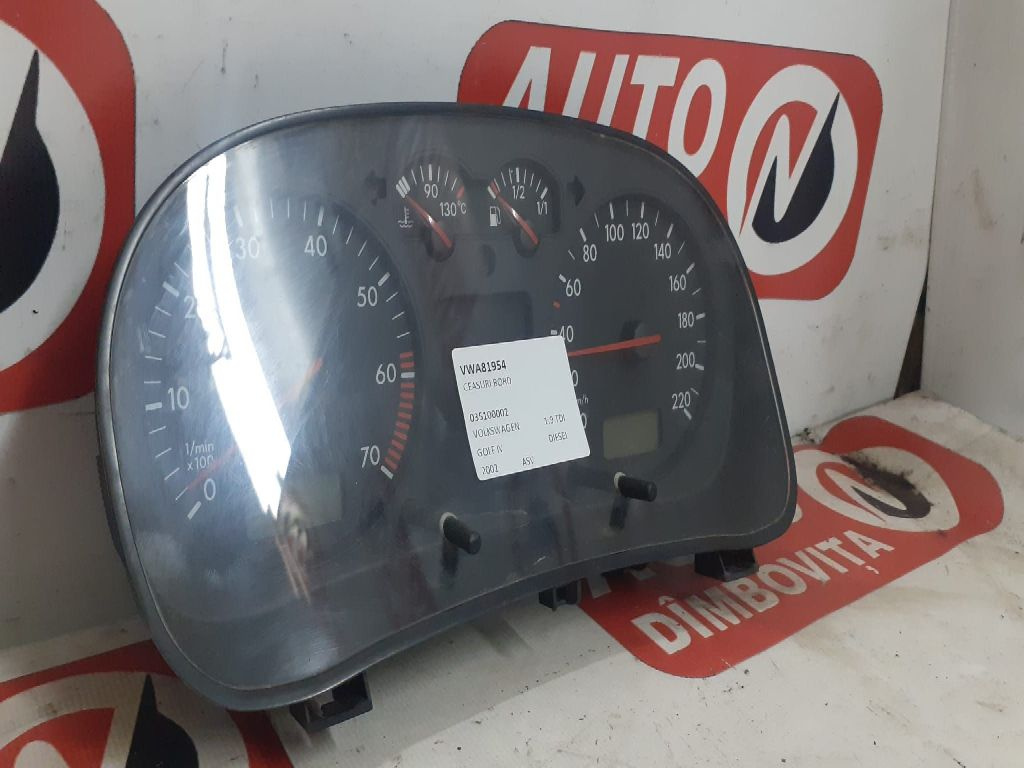 AUTO
90
130°C
1/2
1/1
0
10
30
40
50
60
70
1/min
40
60
80
100
120
140
160
180
200
220
VWA81954
CEASURI BORD
035100002
VOLKSWAGEN 1.9 TDI
GOLF IV DIESEL
2002
DÎMBOVIȚA